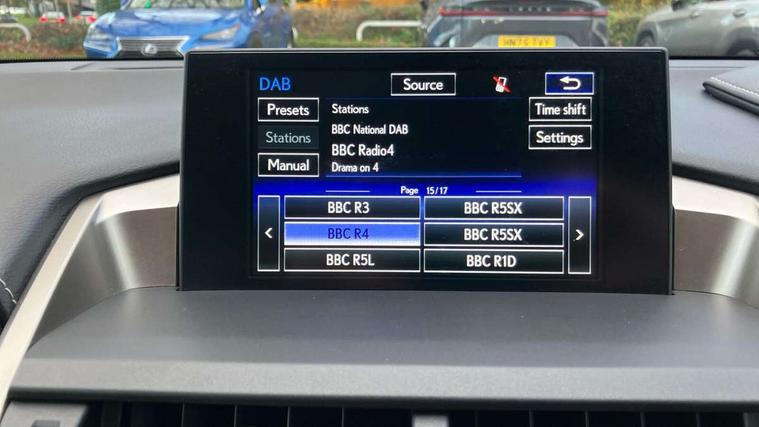 DAB
Source
Presets
Stations
Time shift
BBC National DAB
Stations
BBC Radio4
Settings
Manual
Drama on 4
Page 15/17
BBC R3
BBC R5SX
<
BBC R4
BBC R5SX
>
BBC R5L
BBC R1D